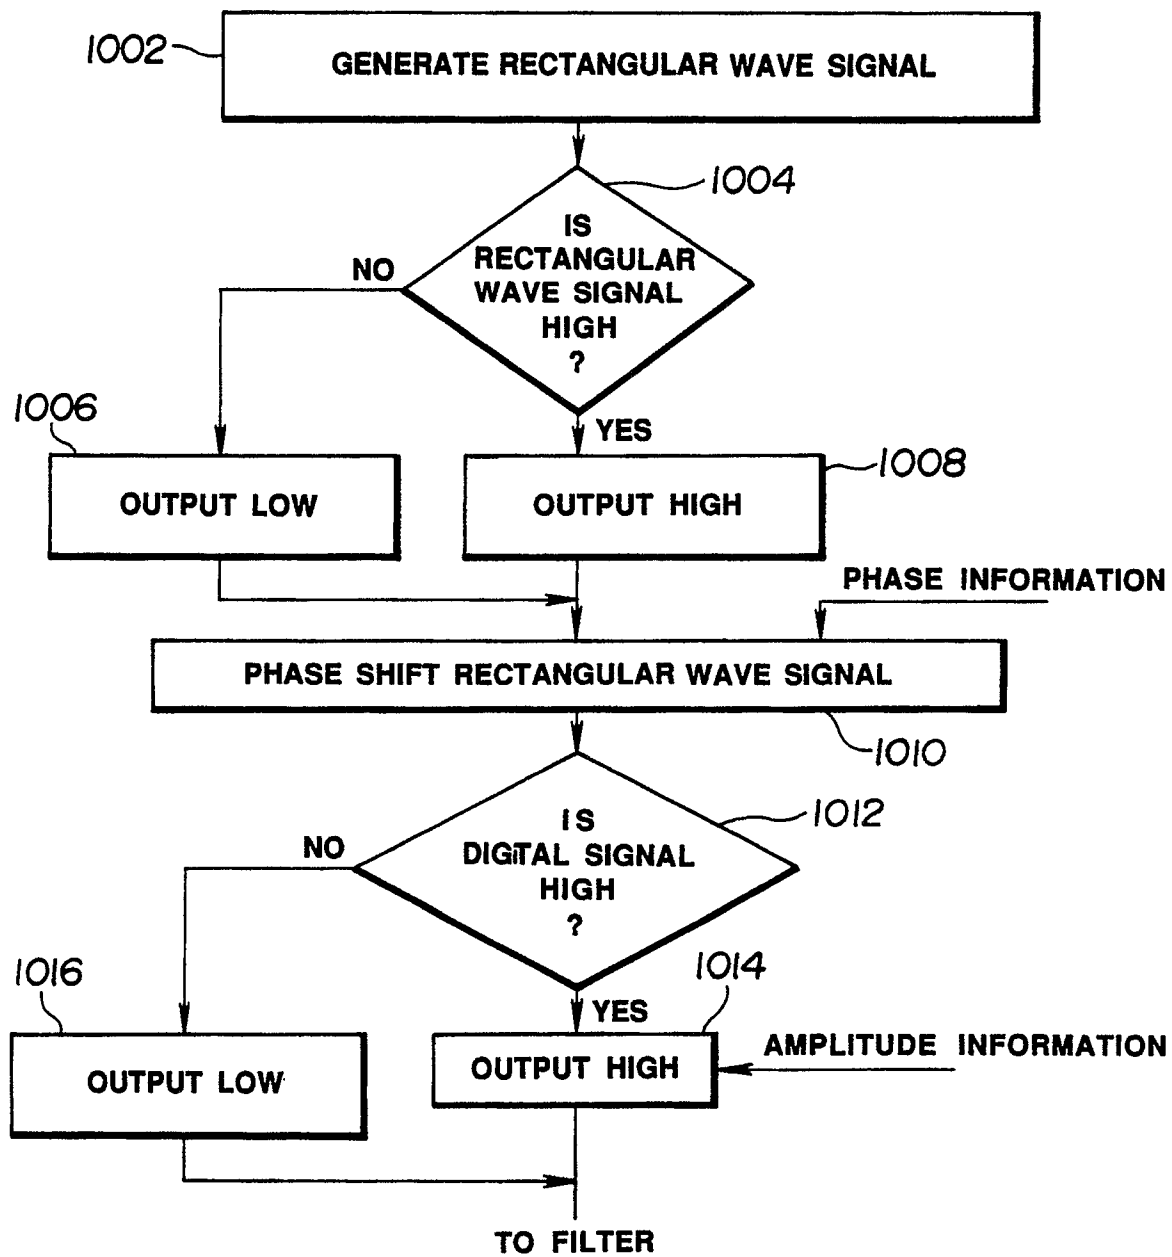 1002
GENERATE RECTANGULAR WAVE SIGNAL
1004
IS
RECTANGULAR
WAVE SIGNAL
HIGH
?
NO
YES
1006
OUTPUT LOW
1008
OUTPUT HIGH
PHASE INFORMATION
PHASE SHIFT RECTANGULAR WAVE SIGNAL
1010
1012
IS
DIGITAL SIGNAL
HIGH
?
NO
YES
1016
OUTPUT LOW
1014
OUTPUT HIGH
AMPLITUDE INFORMATION
TO FILTER